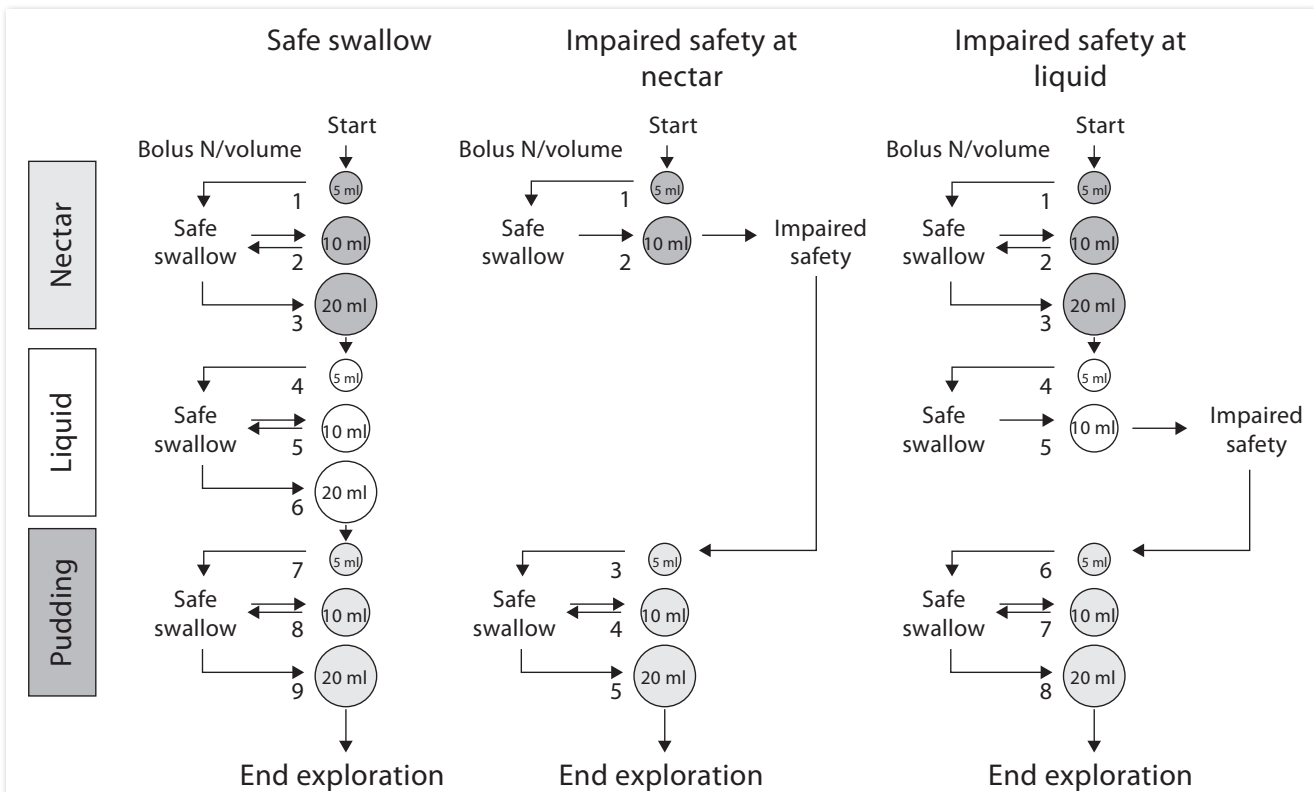 Safe swallow
Impaired safety at
nectar
Impaired safety at
liquid
Nectar
Liquid
Pudding
Start
Bolus N/volume
5 ml
1
Safe
swallow
10 ml
2
20 ml
3
5 ml
4
Safe
swallow
10 ml
5
20 ml
6
5 ml
7
Safe
swallow
10 ml
8
20 ml
9
End exploration
Start
Bolus N/volume
5 ml
1
Safe
swallow
10 ml
2
Impaired
safety
5 ml
3
Safe
swallow
10 ml
4
20 ml
5
End exploration
Start
Bolus N/volume
5 ml
1
Safe
swallow
10 ml
2
20 ml
3
5 ml
4
Safe
swallow
10 ml
5
Impaired
safety
5 ml
6
Safe
swallow
10 ml
7
20 ml
8
End exploration